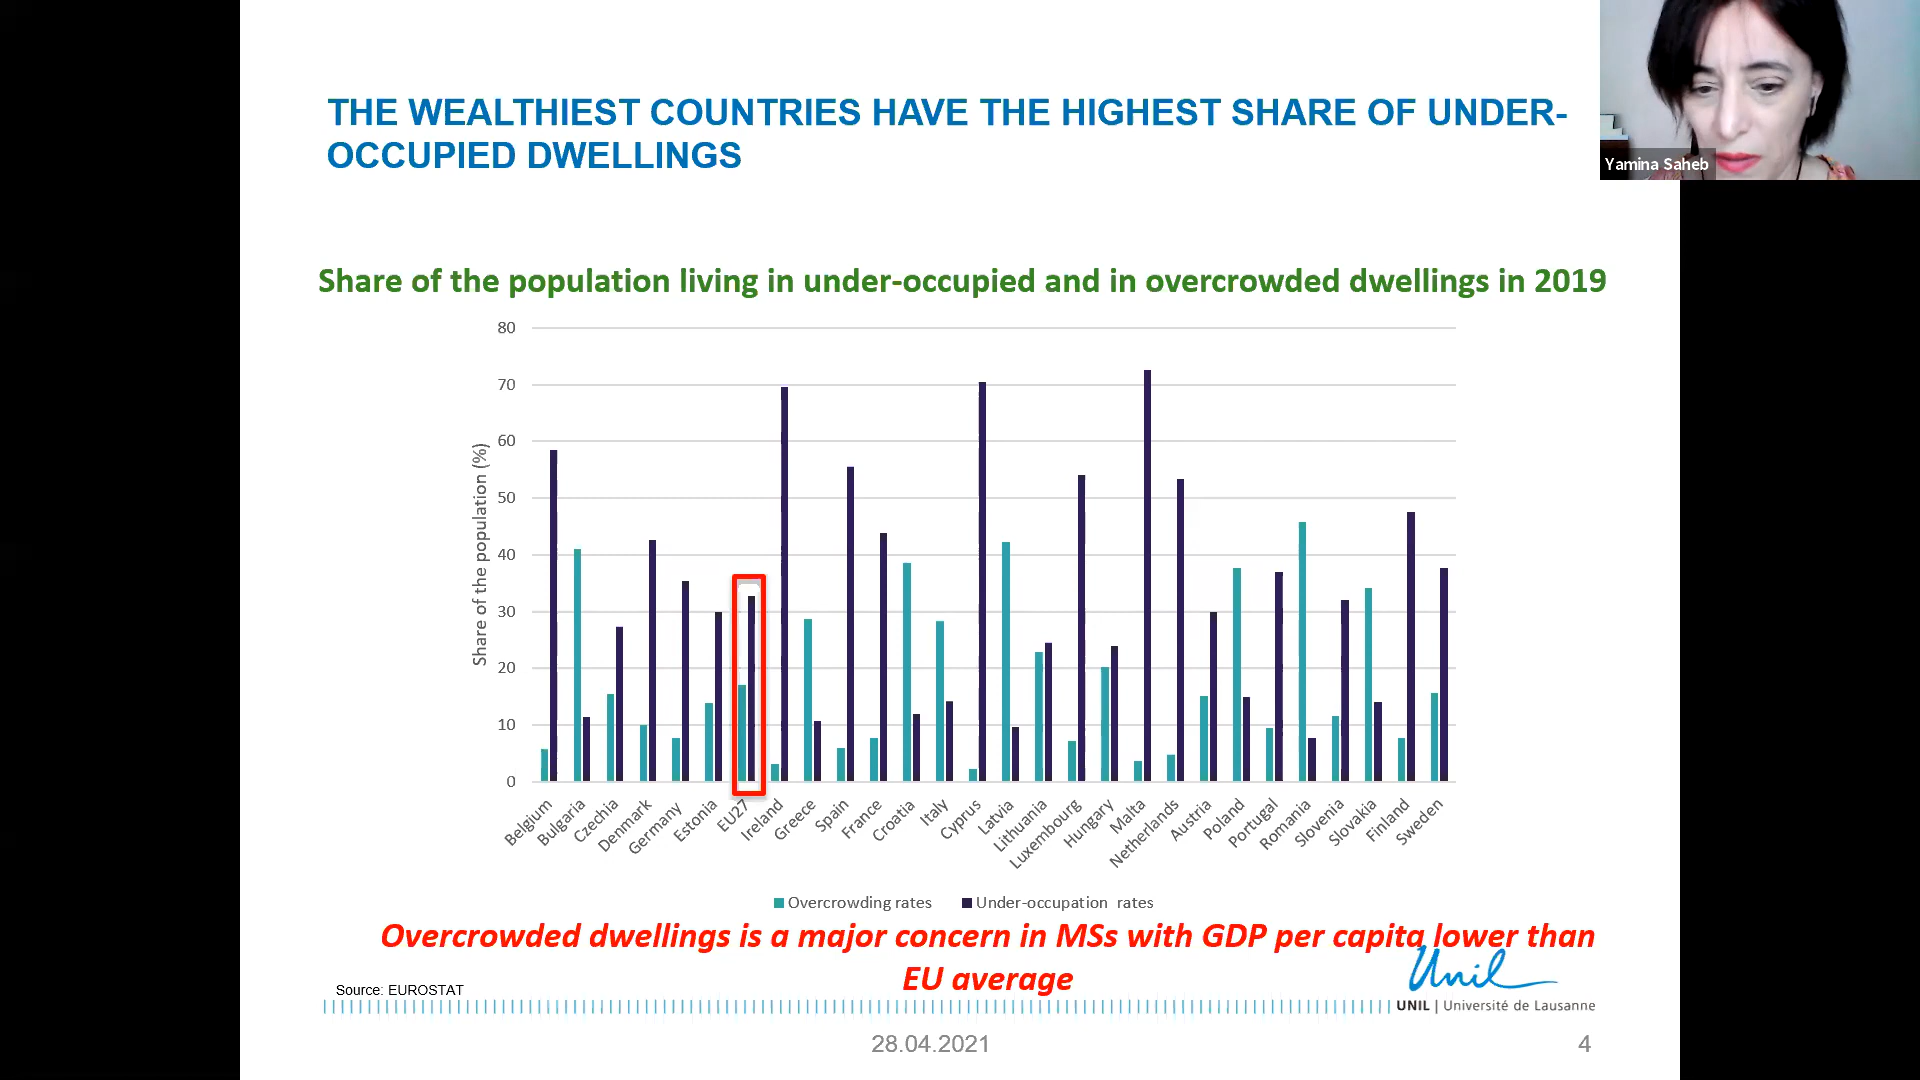 THE WEALTHIEST COUNTRIES HAVE THE HIGHEST SHARE OF UNDER-
OCCUPIED DWELLINGS
Yamina Saheb
Share of the population living in under-occupied and in overcrowded dwellings in 2019
Share of the population (%)
80
70
60
50
40
30
20
10
0
Belgium
Bulgaria
Czechia
Denmark
Germany
Estonia
EU27
Ireland
Greece
Spain
France
Croatia
Italy
Cyprus
Latvia
Lithuania
Luxembourg
Hungary
Malta
Netherlands
Austria
Poland
Portugal
Romania
Slovenia
Slovakia
Finland
Sweden
Overcrowding rates
Under-occupation rates
Overcrowded dwellings is a major concern in MSs with GDP per capita lower than
EU average
Source: EUROSTAT
Unil
UNIL | Université de Lausanne
28.04.2021
4